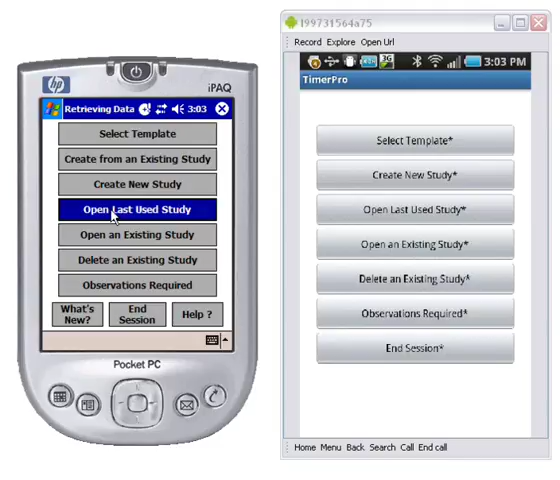 hp
iPAQ
Retrieving Data 3:03
Select Template
Create from an Existing Study
Create New Study
Open Last Used Study
Open an Existing Study
Delete an Existing Study
Observations Required
What's New?
End Session
Help ?
Pocket PC
199731564a75
Record Explore Open Url
3G 3:03 PM
TimerPro
Select Template*
Create New Study*
Open Last Used Study*
Open an Existing Study*
Delete an Existing Study*
Observations Required*
End Session*
Home Menu Back Search Call End call